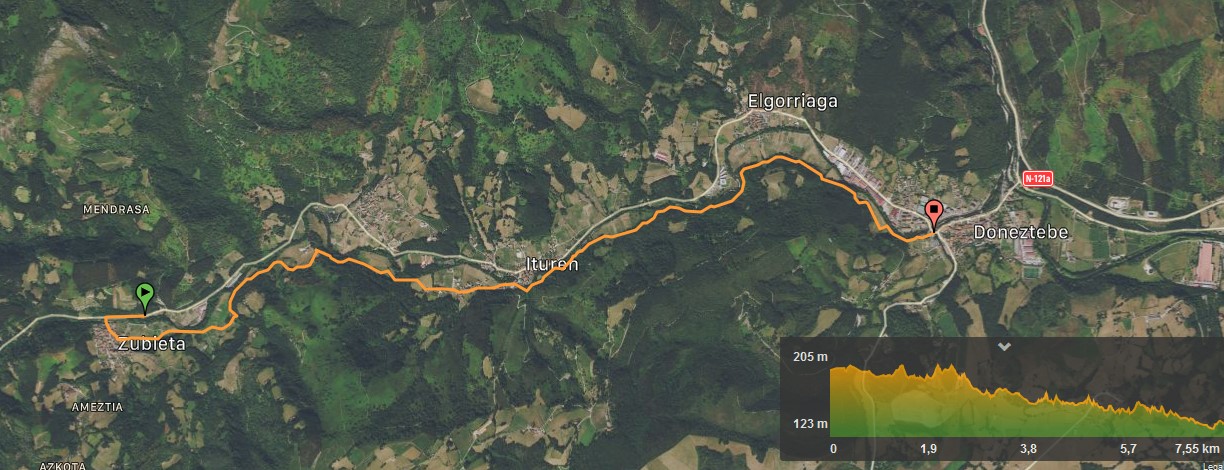 Elgorriaga
N-121a
MENDRASA
Doneztebe
Ituren
Zubieta
AMEZTIA
AZKOTA
205 m
123 m
0 1,9 3,8 5,7 7,55 km
Lega